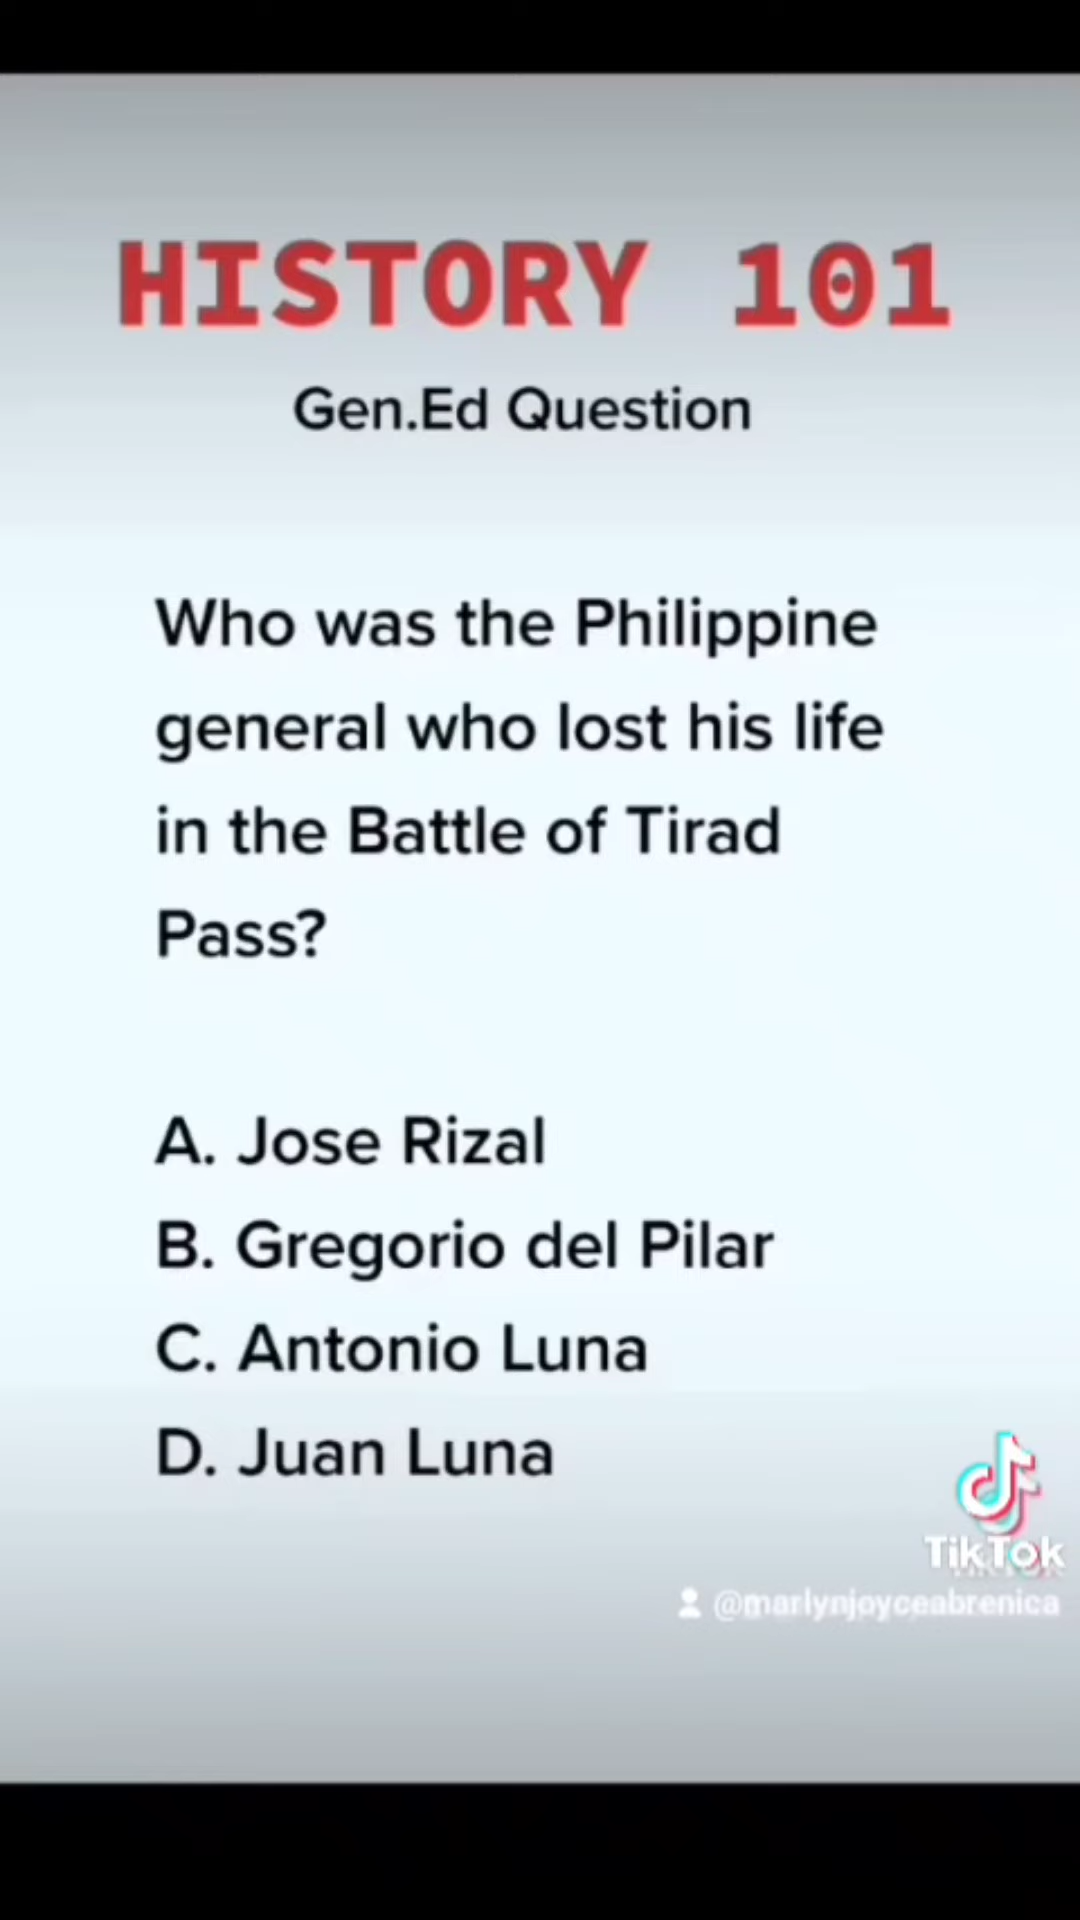 HISTORY 101
Gen.Ed Question
Who was the Philippine
general who lost his life
in the Battle of Tirad
Pass?
A. Jose Rizal
B. Gregorio del Pilar
C. Antonio Luna
D. Juan Luna
TikTok
@marlynjoyceabrenica